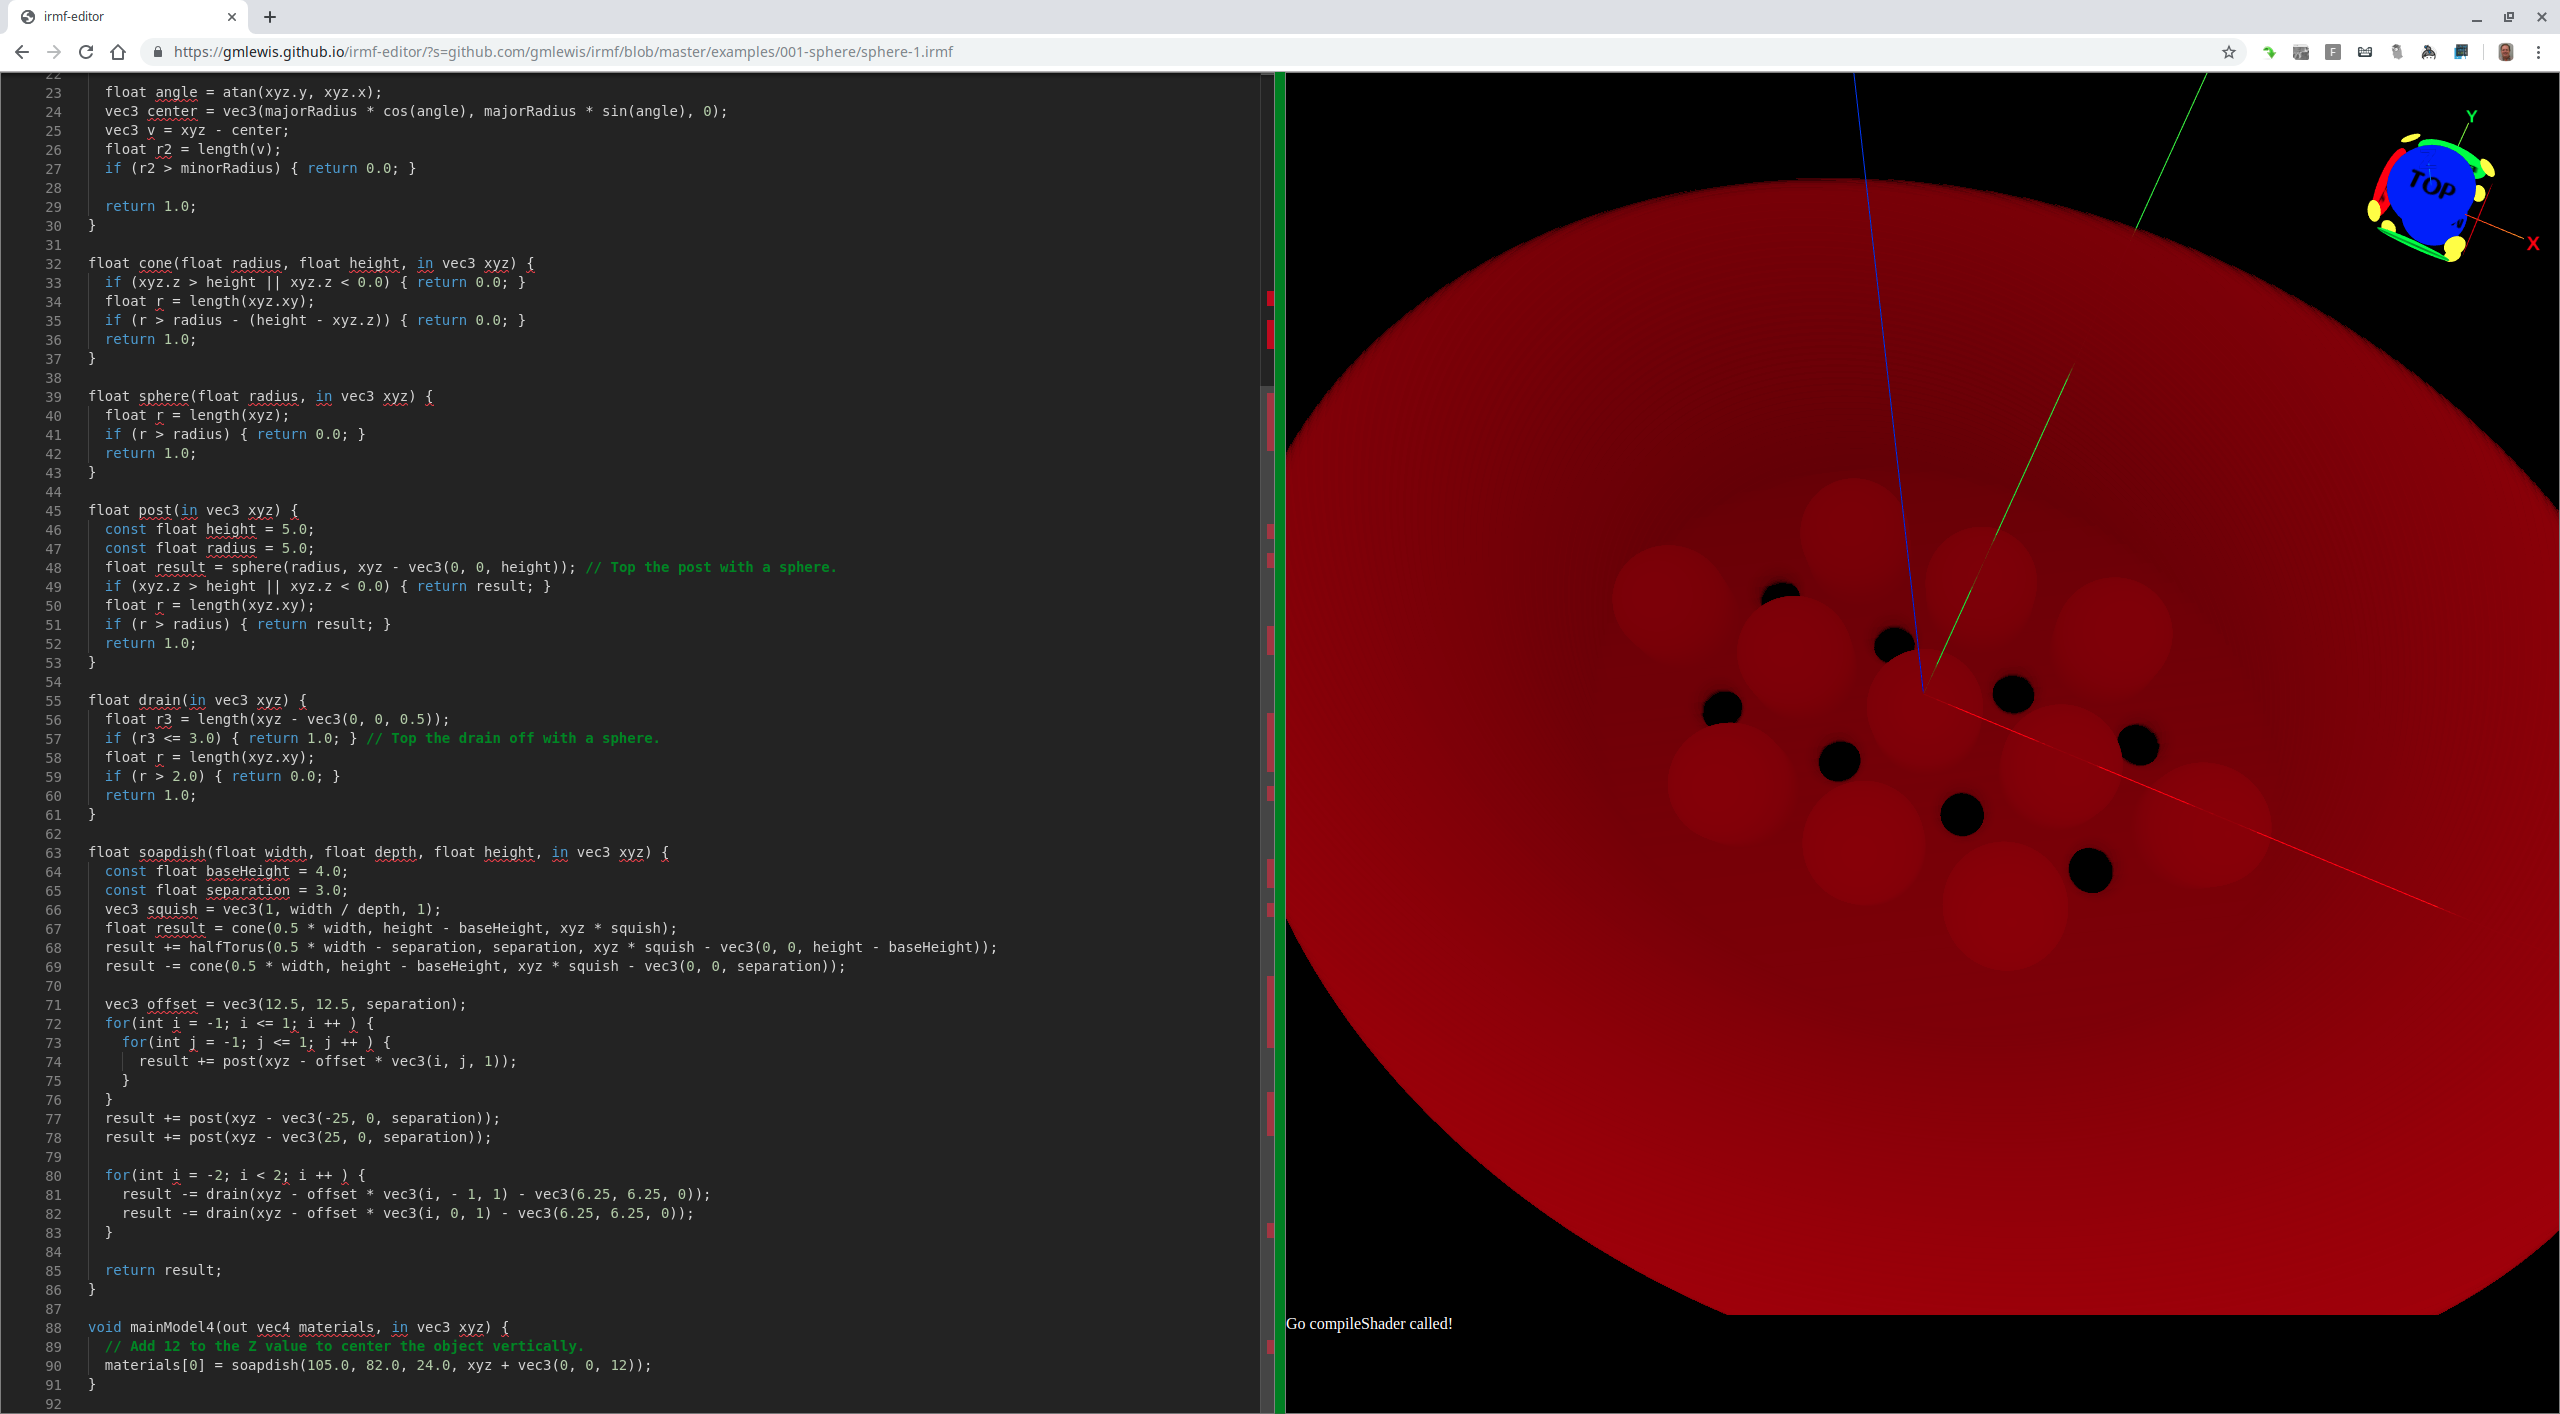 irmf-editor
https://gmlewis.github.io/irmf-editor/?s=github.com/gmlewis/irmf/blob/master/examples/001-sphere/sphere-1.irmf
F
22
23 float angle = atan(xyz.y, xyz.x);
24 vec3 center = vec3(majorRadius * cos(angle), majorRadius * sin(angle), 0);
25 vec3 v = xyz - center;
26 float r2 = length(v);
27 if (r2 > minorRadius) { return 0.0; }
28
29 return 1.0;
30 }
31
32 float cone(float radius, float height, in vec3 xyz) {
33 if (xyz.z > height || xyz.z < 0.0) { return 0.0; }
34 float r = length(xyz.xy);
35 if (r > radius - (height - xyz.z)) { return 0.0; }
36 return 1.0;
37 }
38
39 float sphere(float radius, in vec3 xyz) {
40 float r = length(xyz);
41 if (r > radius) { return 0.0; }
42 return 1.0;
43 }
44
45 float post(in vec3 xyz) {
46 const float height = 5.0;
47 const float radius = 5.0;
48 float result = sphere(radius, xyz - vec3(0, 0, height)); // Top the post with a sphere.
49 if (xyz.z > height || xyz.z < 0.0) { return result; }
50 float r = length(xyz.xy);
51 if (r > radius) { return result; }
52 return 1.0;
53 }
54
55 float drain(in vec3 xyz) {
56 float r3 = length(xyz - vec3(0, 0, 0.5));
57 if (r3 <= 3.0) { return 1.0; } // Top the drain off with a sphere.
58 float r = length(xyz.xy);
59 if (r > 2.0) { return 0.0; }
60 return 1.0;
61 }
62
63 float soapdish(float width, float depth, float height, in vec3 xyz) {
64 const float baseHeight = 4.0;
65 const float separation = 3.0;
66 vec3 squish = vec3(1, width / depth, 1);
67 float result = cone(0.5 * width, height - baseHeight, xyz * squish);
68 result += halfTorus(0.5 * width - separation, separation, xyz * squish - vec3(0, 0, height - baseHeight));
69 result -= cone(0.5 * width, height - baseHeight, xyz * squish - vec3(0, 0, separation));
70
71 vec3 offset = vec3(12.5, 12.5, separation);
72 for(int i = -1; i <= 1; i ++ ) {
73 for(int j = -1; j <= 1; j ++ ) {
74 result += post(xyz - offset * vec3(i, j, 1));
75 }
76 }
77 result += post(xyz - vec3(-25, 0, separation));
78 result += post(xyz - vec3(25, 0, separation));
79
80 for(int i = -2; i < 2; i ++ ) {
81 result -= drain(xyz - offset * vec3(i, - 1, 1) - vec3(6.25, 6.25, 0));
82 result -= drain(xyz - offset * vec3(i, 0, 1) - vec3(6.25, 6.25, 0));
83 }
84
85 return result;
86 }
87
88 void mainModel4(out vec4 materials, in vec3 xyz) {
89 // Add 12 to the Z value to center the object vertically.
90 materials[0] = soapdish(105.0, 82.0, 24.0, xyz + vec3(0, 0, 12));
91 }
92
Y
TOP
X
Go compileShader called!